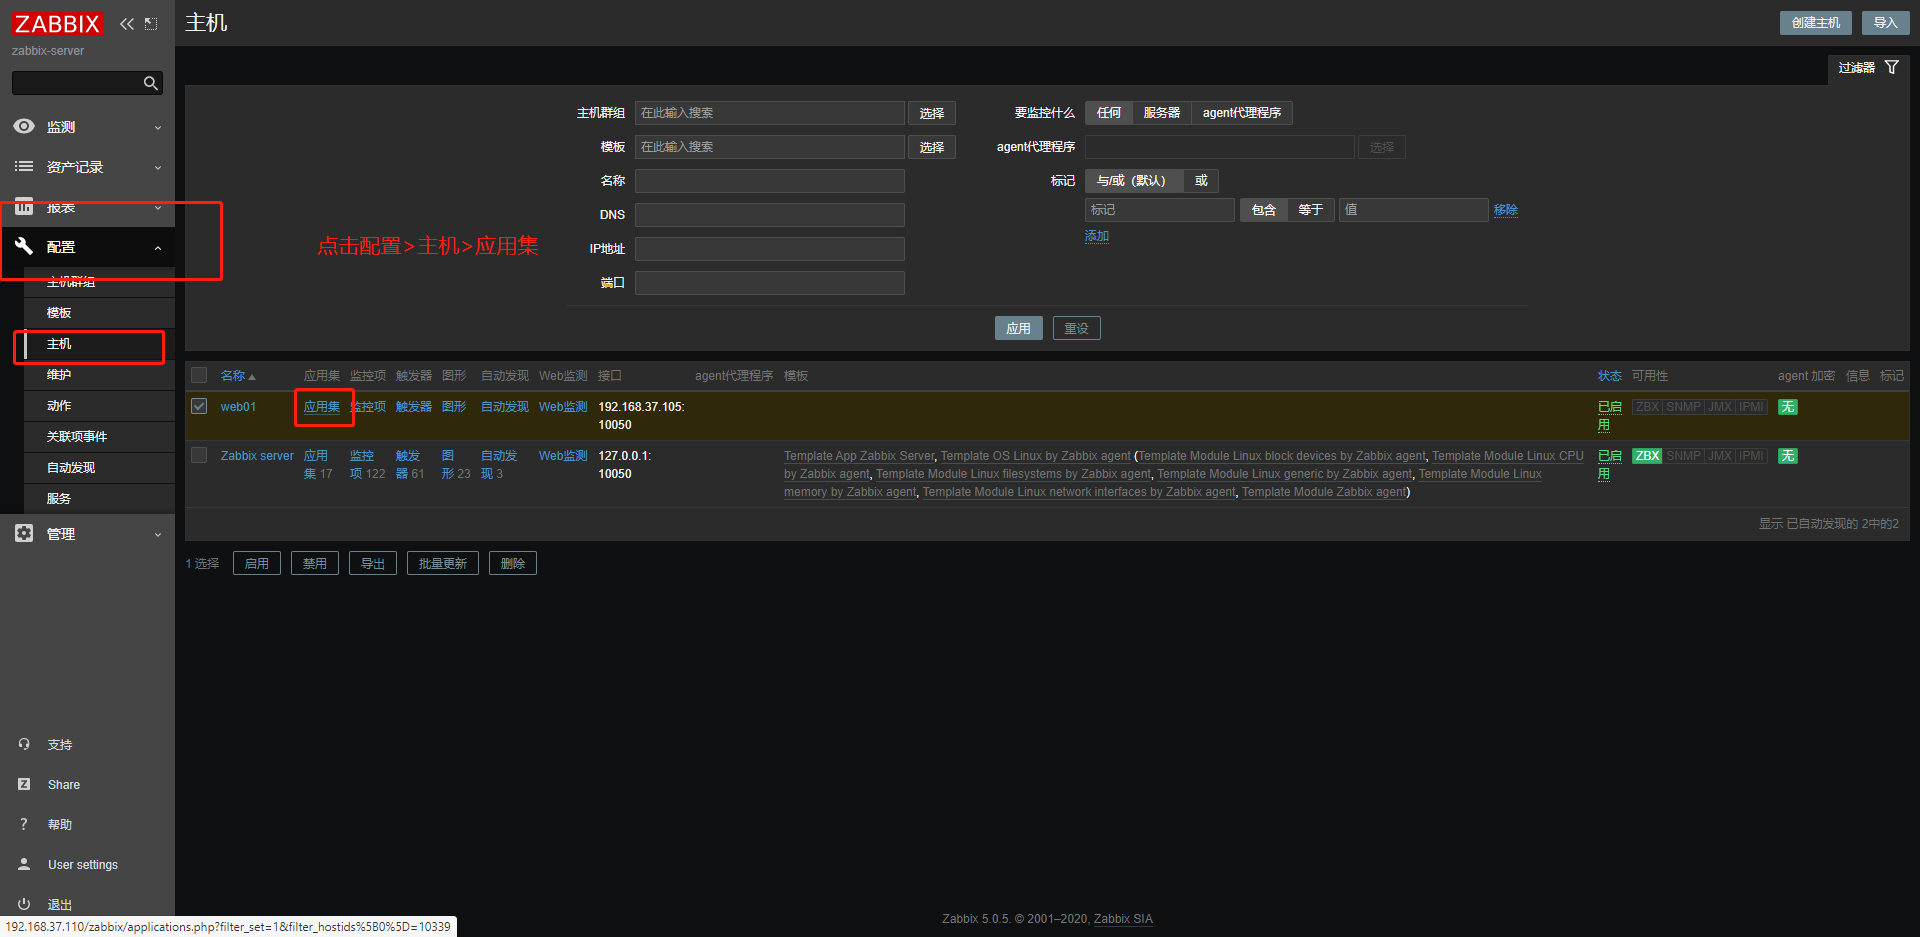 ZABBIX
zabbix-server
监测
资产记录
报表
配置
主机群组
模板
主机
维护
动作
关联项事件
自动发现
服务
管理
支持
Share
帮助
User settings
退出
主机
创建主机 导入
过滤器
主机群组 在此输入搜索 选择
模板 在此输入搜索 选择
名称
DNS
IP地址
端口
要监控什么 任何 服务器 agent代理程序
agent代理程序 选择
标记 与/或（默认） 或
标记 包含 等于 值 移除
添加
点击配置>主机>应用集
应用 重设
名称 应用集 监控项 触发器 图形 自动发现 Web监测 接口 agent代理程序 模板 状态 可用性 agent 加密 信息 标记
web01 应用集 监控项 触发器 图形 自动发现 Web监测 192.168.37.105: 已启 ZBX SNMP JMX IPMI 无
10050 用
Zabbix server 应用 监控 触发 图 自动发 Web监测 127.0.0.1: Template App Zabbix Server, Template OS Linux by Zabbix agent (Template Module Linux block devices by Zabbix agent, Template Module Linux CPU 已启 ZBX SNMP JMX IPMI 无
集 17 项 122 器 61 形 23 现 3 10050 by Zabbix agent, Template Module Linux filesystems by Zabbix agent, Template Module Linux generic by Zabbix agent, Template Module Linux 用
memory by Zabbix agent, Template Module Linux network interfaces by Zabbix agent, Template Module Zabbix agent)
显示 已自动发现的 2中的2
1 选择 启用 禁用 导出 批量更新 删除
Zabbix 5.0.5. © 2001–2020, Zabbix SIA
192.168.37.110/zabbix/applications.php?filter_set=1&filter_hostids%5B0%5D=10339